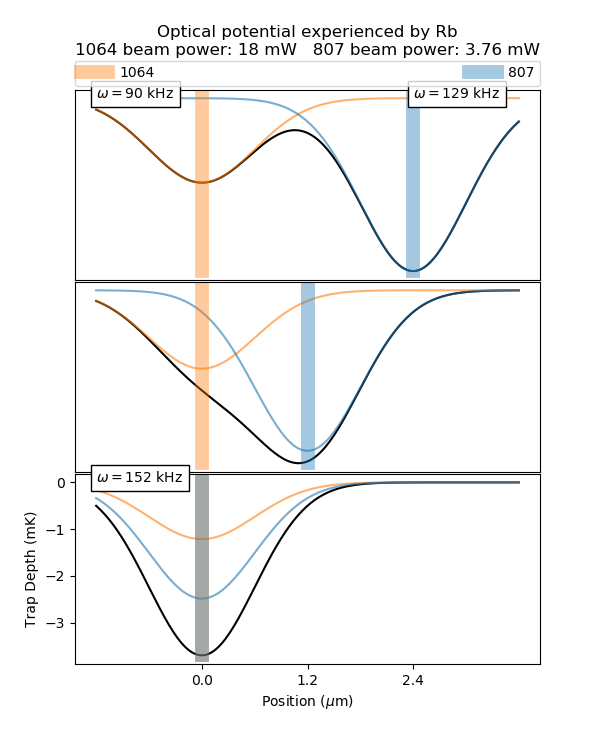 Optical potential experienced by Rb
1064 beam power: 18 mW   807 beam power: 3.76 mW
1064 807
ω = 90 kHz ω = 129 kHz
ω = 152 kHz
0
−1
−2
−3
Trap Depth (mK)
0.0 1.2 2.4
Position (μm)